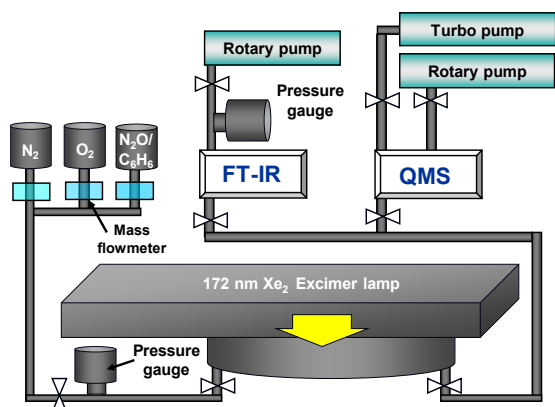 Rotary pump
Turbo pump
Rotary pump
Pressure
gauge
N₂
O₂
N₂O/
C₆H₆
FT-IR
QMS
Mass
flowmeter
172 nm Xe₂ Excimer lamp
Pressure
gauge